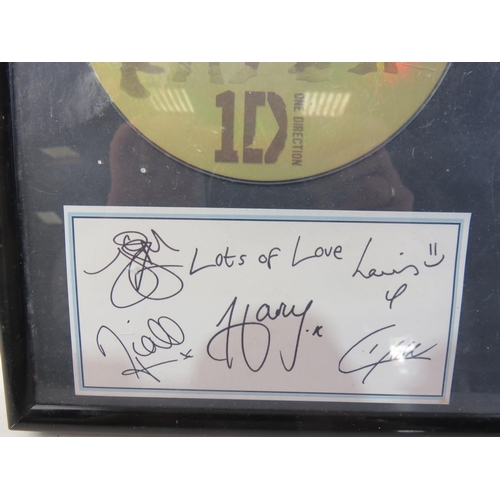 1D
ONE DIRECTION
Lots of Love
Louis
Niall x
Harry .x